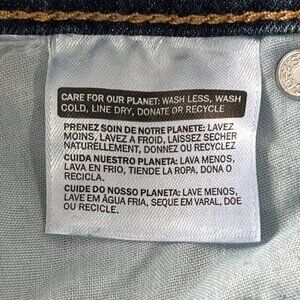 CARE FOR OUR PLANET: WASH LESS, WASH
COLD, LINE DRY, DONATE OR RECYCLE
PRENEZ SOIN DE NOTRE PLANETE: LAVEZ
MOINS, LAVEZ A FROID, LAISSEZ SECHER
NATURELLEMENT, DONNEZ OU RECYCLEZ
CUIDA NUESTRO PLANETA: LAVA MENOS,
LAVA EN FRIO, TIENDE LA ROPA, DONA O
RECICLA.
CUIDE DO NOSSO PLANETA: LAVE MENOS,
LAVE EM ÁGUA FRIA, SEQUE EM VARAL, DOE
OU RECICLE.